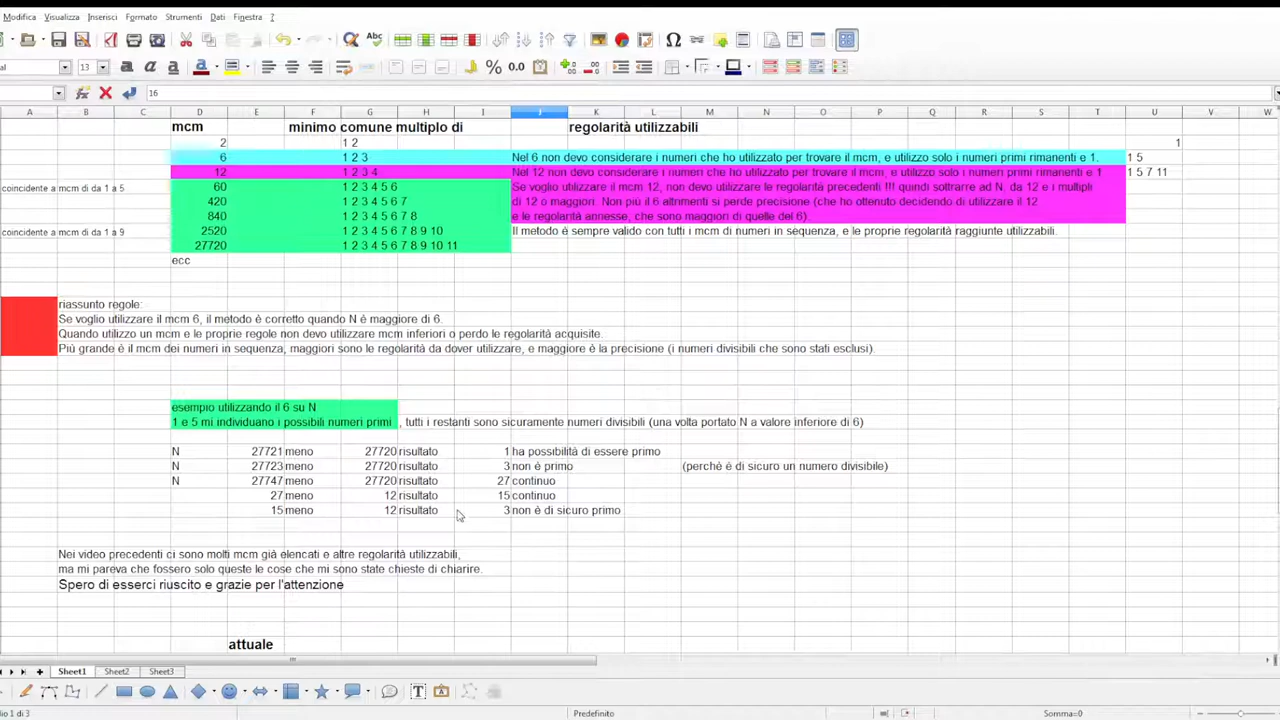 Modifica Visualizza Inserisci Formato Strumenti Dati Finestra ?
13
16
A B C D E F G H I J K L M N O P Q R S T U V W
mcm minimo comune multiplo di regolarità utilizzabili
2 1 2 1
6 1 2 3 Nel 6 non devo considerare i numeri che ho utilizzato per trovare il mcm, e utilizzo solo i numeri primi rimanenti e 1. 1 5
12 1 2 3 4 Nel 12 non devo considerare i numeri che ho utilizzato per trovare il mcm, e utilizzo solo i numeri primi rimanenti e 1 1 5 7 11
coincidente a mcm di da 1 a 5 60 1 2 3 4 5 6 Se voglio utilizzare il mcm 12, non devo utilizzare le regolarità precedenti !!! quindi sottrarre ad N, da 12 e i multipli
420 1 2 3 4 5 6 7 di 12 o maggiori. Non più il 6 altrimenti si perde precisione (che ho ottenuto decidendo di utilizzare il 12
840 1 2 3 4 5 6 7 8 e le regolarità annesse, che sono maggiori di quelle del 6).
coincidente a mcm di da 1 a 9 2520 1 2 3 4 5 6 7 8 9 10 Il metodo è sempre valido con tutti i mcm di numeri in sequenza, e le proprie regolarità raggiunte utilizzabili.
27720 1 2 3 4 5 6 7 8 9 10 11
ecc
riassunto regole:
Se voglio utilizzare il mcm 6, il metodo è corretto quando N è maggiore di 6.
Quando utilizzo un mcm e le proprie regole non devo utilizzare mcm inferiori o perdo le regolarità acquisite.
Più grande è il mcm dei numeri in sequenza, maggiori sono le regolarità da dover utilizzare, e maggiore è la precisione (i numeri divisibili che sono stati esclusi).
esempio utilizzando il 6 su N
1 e 5 mi individuano i possibili numeri primi , tutti i restanti sono sicuramente numeri divisibili (una volta portato N a valore inferiore di 6)
N 27721 meno 27720 risultato 1 ha possibilità di essere primo
N 27723 meno 27720 risultato 3 non é primo (perchè è di sicuro un numero divisibile)
N 27747 meno 27720 risultato 27 continuo
27 meno 12 risultato 15 continuo
15 meno 12 risultato 3 non è di sicuro primo
Nei video precedenti ci sono molti mcm già elencati e altre regolarità utilizzabili,
ma mi pareva che fossero solo queste le cose che mi sono state chieste di chiarire.
Spero di esserci riuscito e grazie per l'attenzione
attuale
Sheet1 Sheet2 Sheet3
1 di 3 Predefinito Somma=0